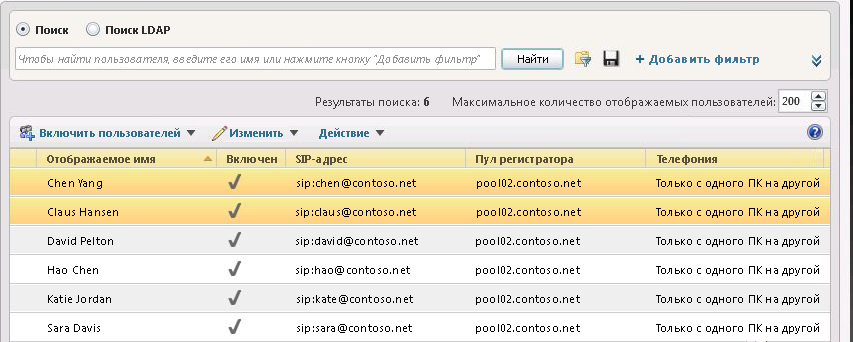 Поиск Поиск LDAP
Чтобы найти пользователя, введите его имя или нажмите кнопку "Добавить фильтр" Найти + Добавить фильтр
Результаты поиска: 6 Максимальное количество отображаемых пользователей: 200
Включить пользователей Изменить Действие
Отображаемое имя Включен SIP-адрес Пул регистратора Телефония
Chen Yang sip:chen@contoso.net pool02.contoso.net Только с одного ПК на другой
Claus Hansen sip:claus@contoso.net pool02.contoso.net Только с одного ПК на другой
David Pelton sip:david@contoso.net pool02.contoso.net Только с одного ПК на другой
Hao Chen sip:hao@contoso.net pool02.contoso.net Только с одного ПК на другой
Katie Jordan sip:kate@contoso.net pool02.contoso.net Только с одного ПК на другой
Sara Davis sip:sara@contoso.net pool02.contoso.net Только с одного ПК на другой